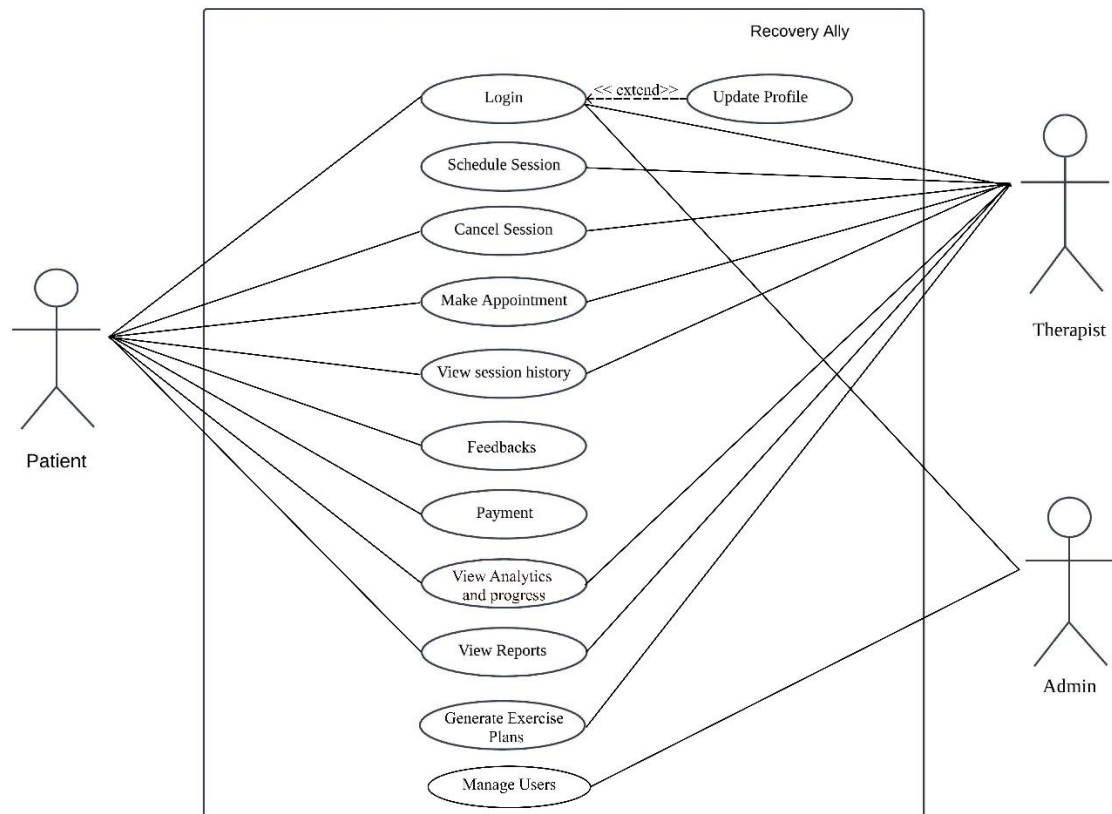 Recovery Ally
Login
<< extend>>
Update Profile
Schedule Session
Cancel Session
Make Appointment
View session history
Feedbacks
Payment
View Analytics
and progress
View Reports
Generate Exercise
Plans
Manage Users
Patient
Therapist
Admin